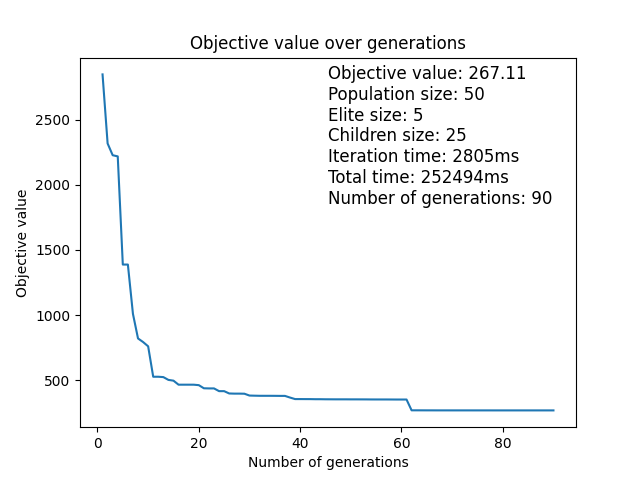 Objective value over generations
Objective value: 267.11
Population size: 50
Elite size: 5
Children size: 25
Iteration time: 2805ms
Total time: 252494ms
Number of generations: 90
Objective value
2500
2000
1500
1000
500
0 20 40 60 80
Number of generations